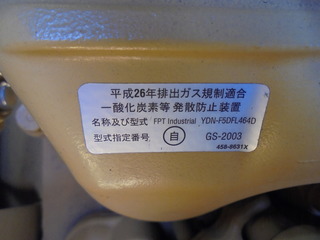 平成26年排出ガス規制適合
一酸化炭素等発散防止装置
名称及び型式 FPT Industrial YDN-F5DFL464D
型式指定番号 自 GS-2003
458-8631X